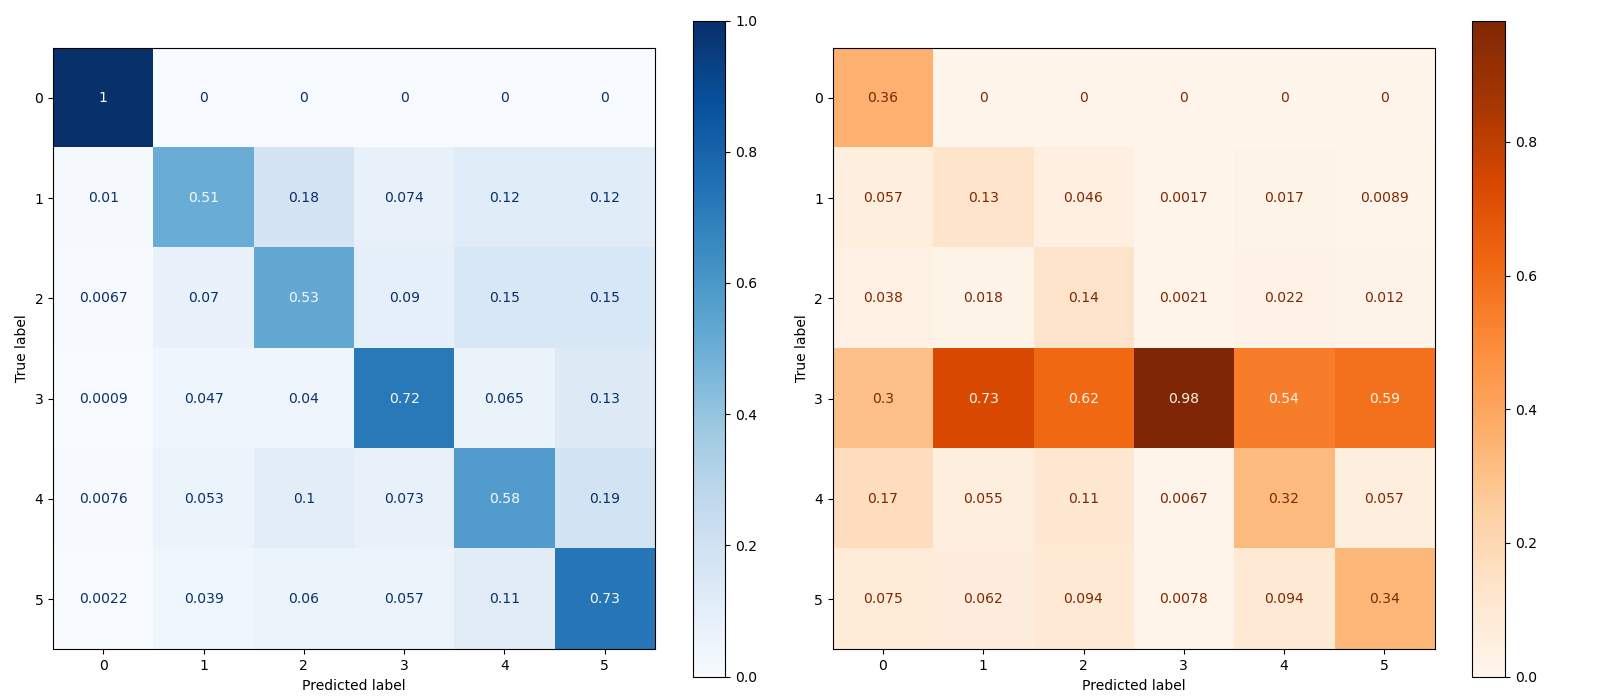 1.0
0 1 0 0 0 0 0 0 0.36 0 0 0 0 0
0.8 0.8
1 0.01 0.51 0.18 0.074 0.12 0.12 1 0.057 0.13 0.046 0.0017 0.017 0.0089
0.6 0.6
2 0.0067 0.07 0.53 0.09 0.15 0.15 2 0.038 0.018 0.14 0.0021 0.022 0.012
True label True label
3 0.0009 0.047 0.04 0.72 0.065 0.13 3 0.3 0.73 0.62 0.98 0.54 0.59
0.4 0.4
4 0.0076 0.053 0.1 0.073 0.58 0.19 4 0.17 0.055 0.11 0.0067 0.32 0.057
0.2 0.2
5 0.0022 0.039 0.06 0.057 0.11 0.73 5 0.075 0.062 0.094 0.0078 0.094 0.34
0 1 2 3 4 5 0.0 0 1 2 3 4 5 0.0
Predicted label Predicted label